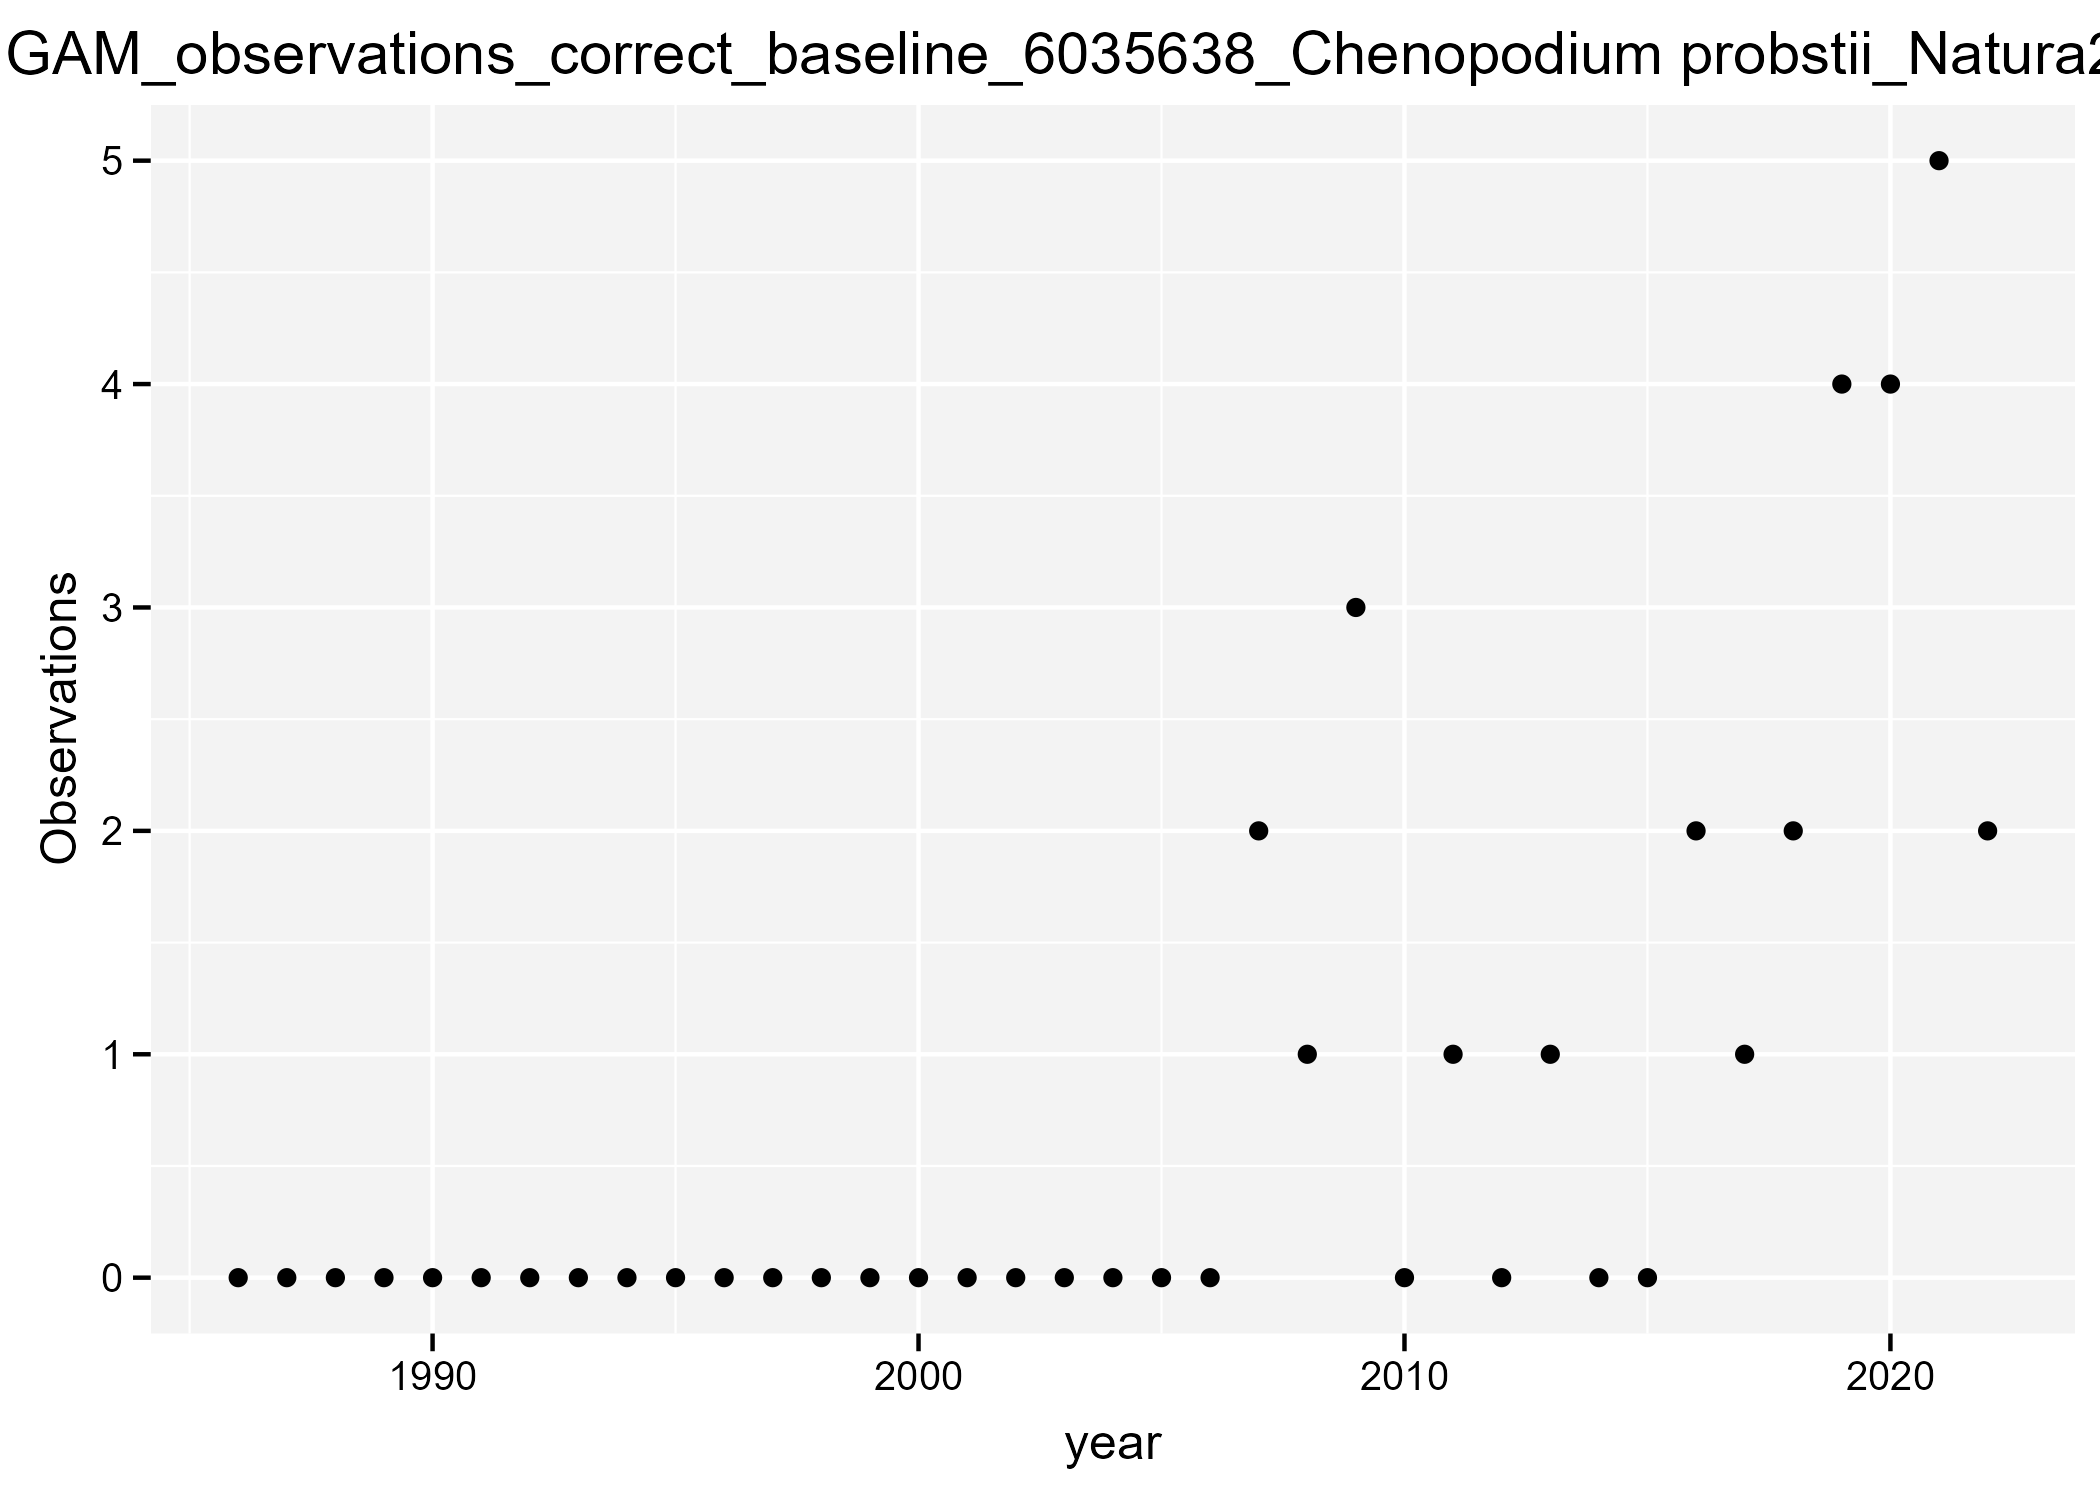 GAM_observations_correct_baseline_6035638_Chenopodium probstii_Natura2
5
4
3
2
1
0
Observations
1990 2000 2010 2020
year